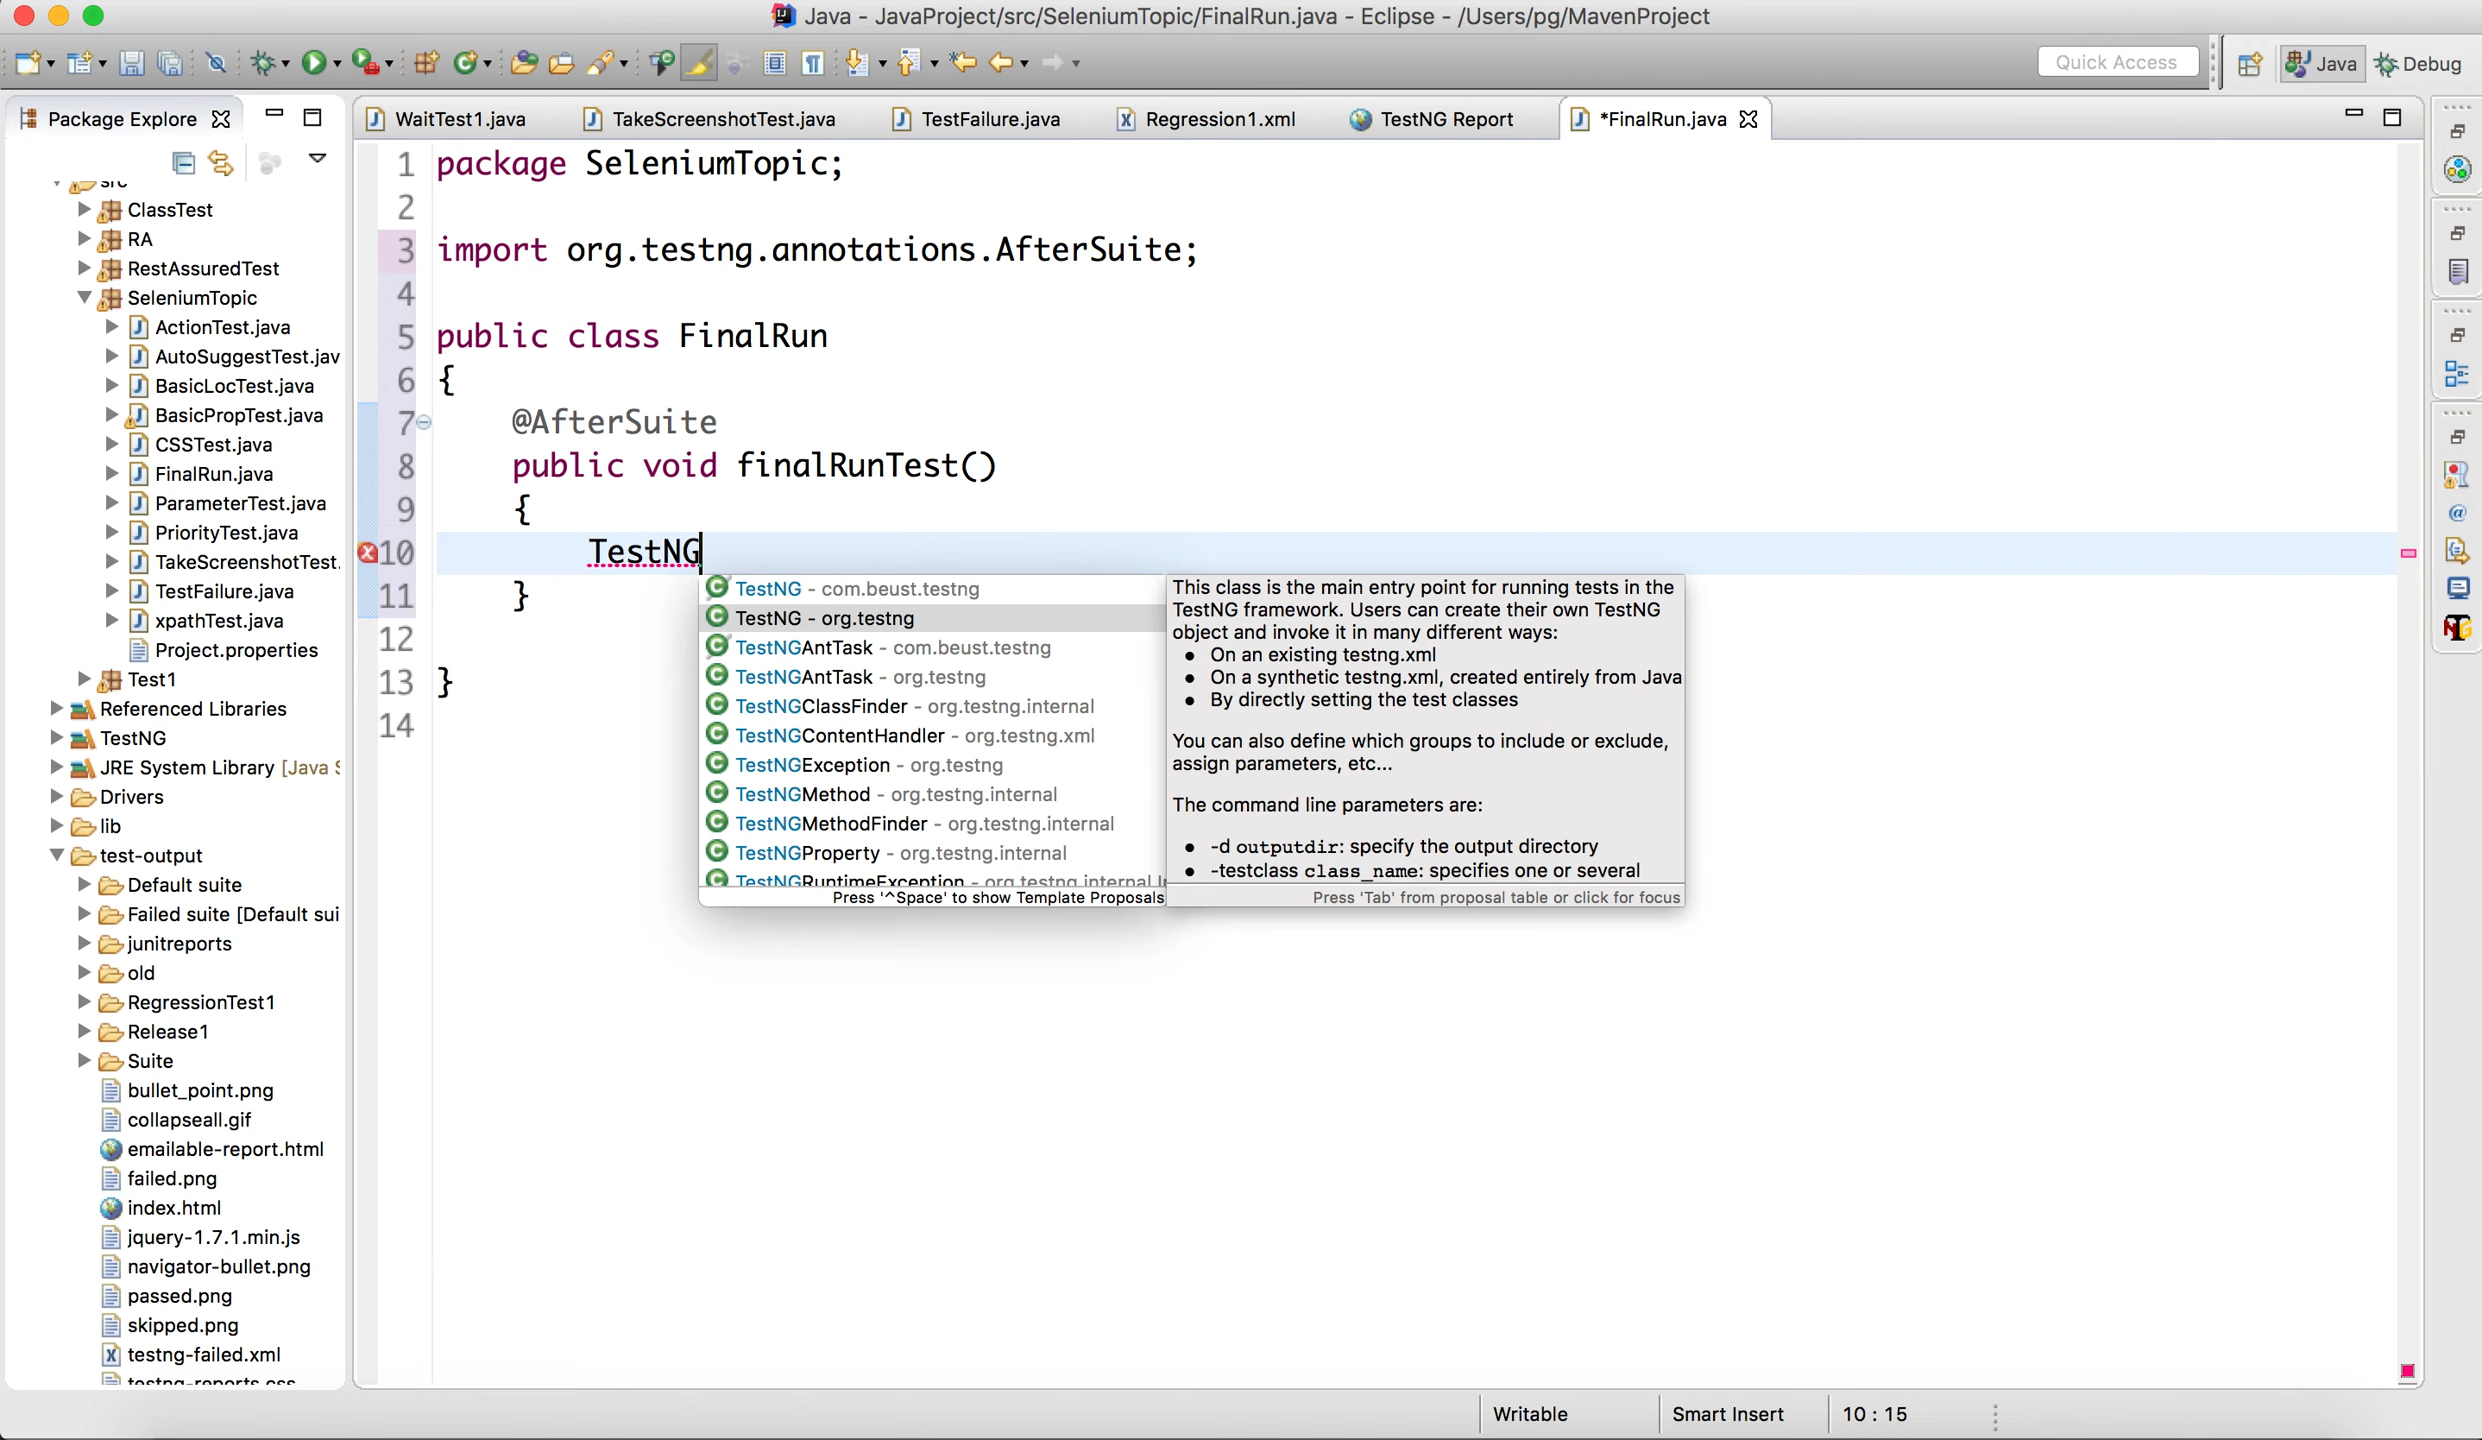 Java - JavaProject/src/SeleniumTopic/FinalRun.java - Eclipse - /Users/pg/MavenProject
Quick Access
Java
Debug
Package Explore
WaitTest1.java
TakeScreenshotTest.java
TestFailure.java
Regression1.xml
TestNG Report
*FinalRun.java
src
ClassTest
RA
RestAssuredTest
SeleniumTopic
ActionTest.java
AutoSuggestTest.jav
BasicLocTest.java
BasicPropTest.java
CSSTest.java
FinalRun.java
ParameterTest.java
PriorityTest.java
TakeScreenshotTest.
TestFailure.java
xpathTest.java
Project.properties
Test1
Referenced Libraries
TestNG
JRE System Library [Java S
Drivers
lib
test-output
Default suite
Failed suite [Default sui
junitreports
old
RegressionTest1
Release1
Suite
bullet_point.png
collapseall.gif
emailable-report.html
failed.png
index.html
jquery-1.7.1.min.js
navigator-bullet.png
passed.png
skipped.png
testng-failed.xml
testng-reports.css
1 package SeleniumTopic;
2
3 import org.testng.annotations.AfterSuite;
4
5 public class FinalRun
6 {
7 @AfterSuite
8 public void finalRunTest()
9 {
10 TestNG
11 }
12
13 }
14
TestNG - com.beust.testng
TestNG - org.testng
TestNGAntTask - com.beust.testng
TestNGAntTask - org.testng
TestNGClassFinder - org.testng.internal
TestNGContentHandler - org.testng.xml
TestNGException - org.testng
TestNGMethod - org.testng.internal
TestNGMethodFinder - org.testng.internal
TestNGProperty - org.testng.internal
TestNGRuntimeException - org.testng.internal.
Press '^Space' to show Template Proposals
This class is the main entry point for running tests in the
TestNG framework. Users can create their own TestNG
object and invoke it in many different ways:
• On an existing testng.xml
• On a synthetic testng.xml, created entirely from Java
• By directly setting the test classes
You can also define which groups to include or exclude,
assign parameters, etc...
The command line parameters are:
• -d outputdir: specify the output directory
• -testclass class_name: specifies one or several
Press 'Tab' from proposal table or click for focus
Writable
Smart Insert
10 : 15